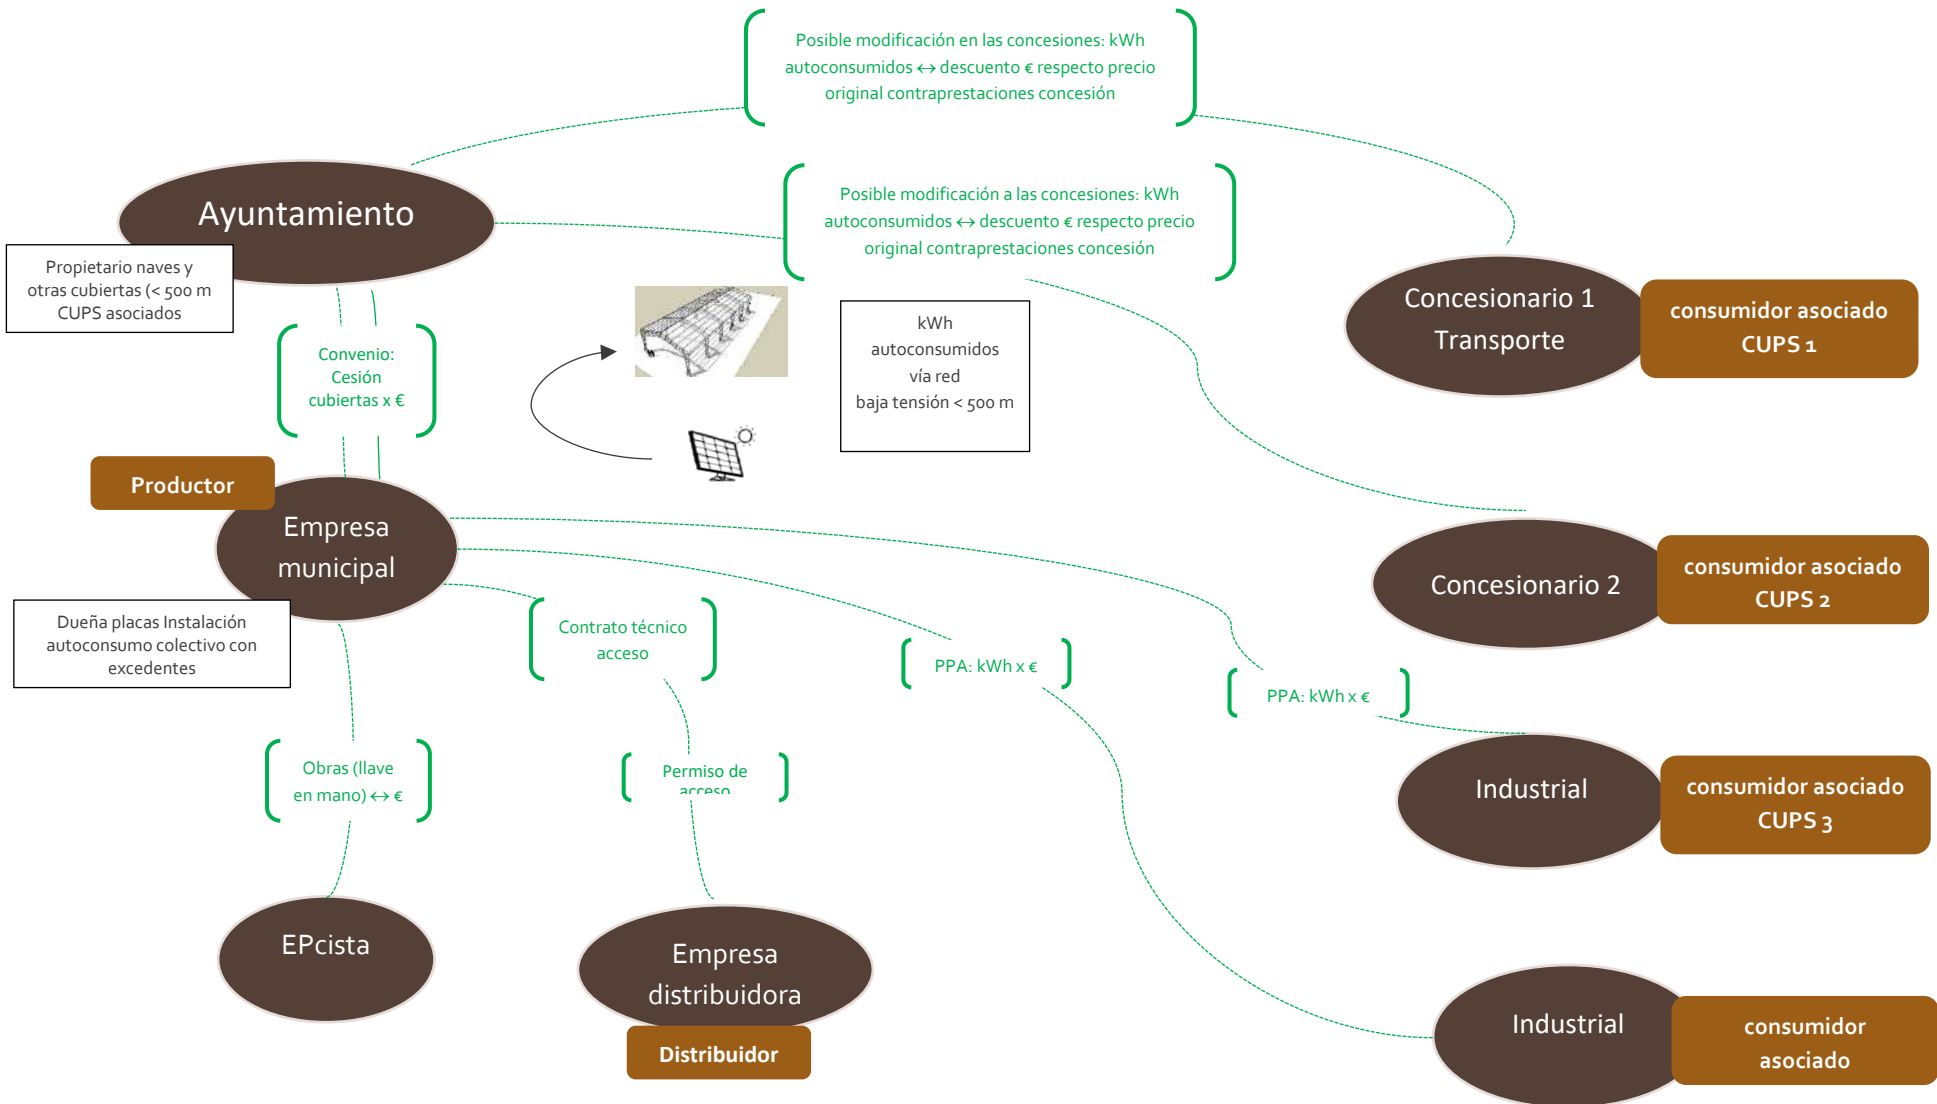 Posible modificación en las concesiones: kWh
autoconsumidos ↔ descuento € respecto precio
original contraprestaciones concesión
Posible modificación a las concesiones: kWh
autoconsumidos ↔ descuento € respecto precio
original contraprestaciones concesión
Ayuntamiento
Propietario naves y
otras cubiertas (< 500 m
CUPS asociados
Convenio:
Cesión
cubiertas x €
kWh
autoconsumidos
vía red
baja tensión < 500 m
Concesionario 1
Transporte
consumidor asociado
CUPS 1
Productor
Empresa
municipal
Dueña placas Instalación
autoconsumo colectivo con
excedentes
Concesionario 2
consumidor asociado
CUPS 2
Contrato técnico
acceso
PPA: kWh x €
PPA: kWh x €
Obras (llave
en mano) ↔ €
Permiso de
acceso
Industrial
consumidor asociado
CUPS 3
EPcista
Empresa
distribuidora
Distribuidor
Industrial
consumidor
asociado